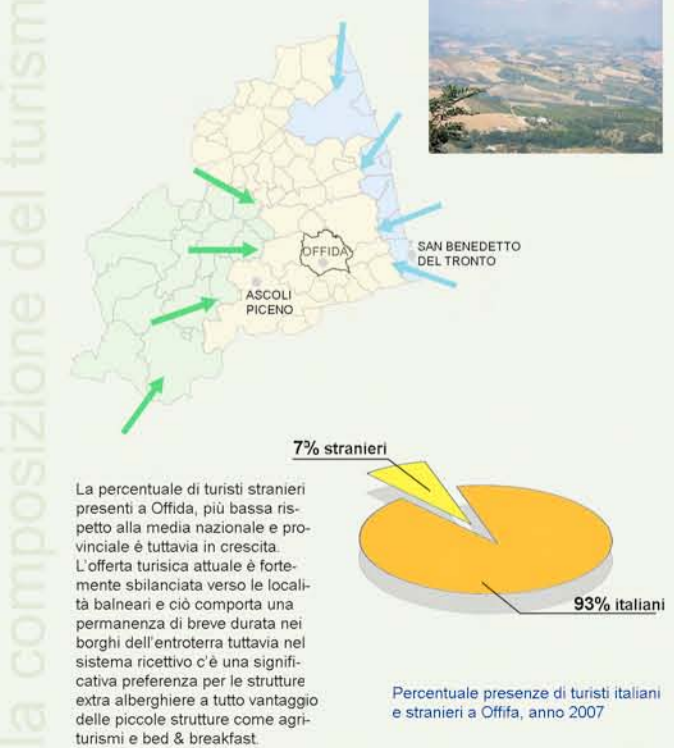 la composizione del turism
OFFIDA
SAN BENEDETTO
DEL TRONTO
ASCOLI
PICENO
7% stranieri
La percentuale di turisti stranieri
presenti a Offida, più bassa ris-
petto alla media nazionale e pro-
vinciale è tuttavia in crescita.
L'offerta turisica attuale è forte-
mente sbilanciata verso le locali-
tà balneari e ciò comporta una
permanenza di breve durata nei
borghi dell'entroterra tuttavia nel
sistema ricettivo c'è una signifi-
cativa preferenza per le strutture
extra alberghiere a tutto vantaggio
delle piccole strutture come agri-
turismi e bed & breakfast.
93% italiani
Percentuale presenze di turisti italiani
e stranieri a Offifa, anno 2007